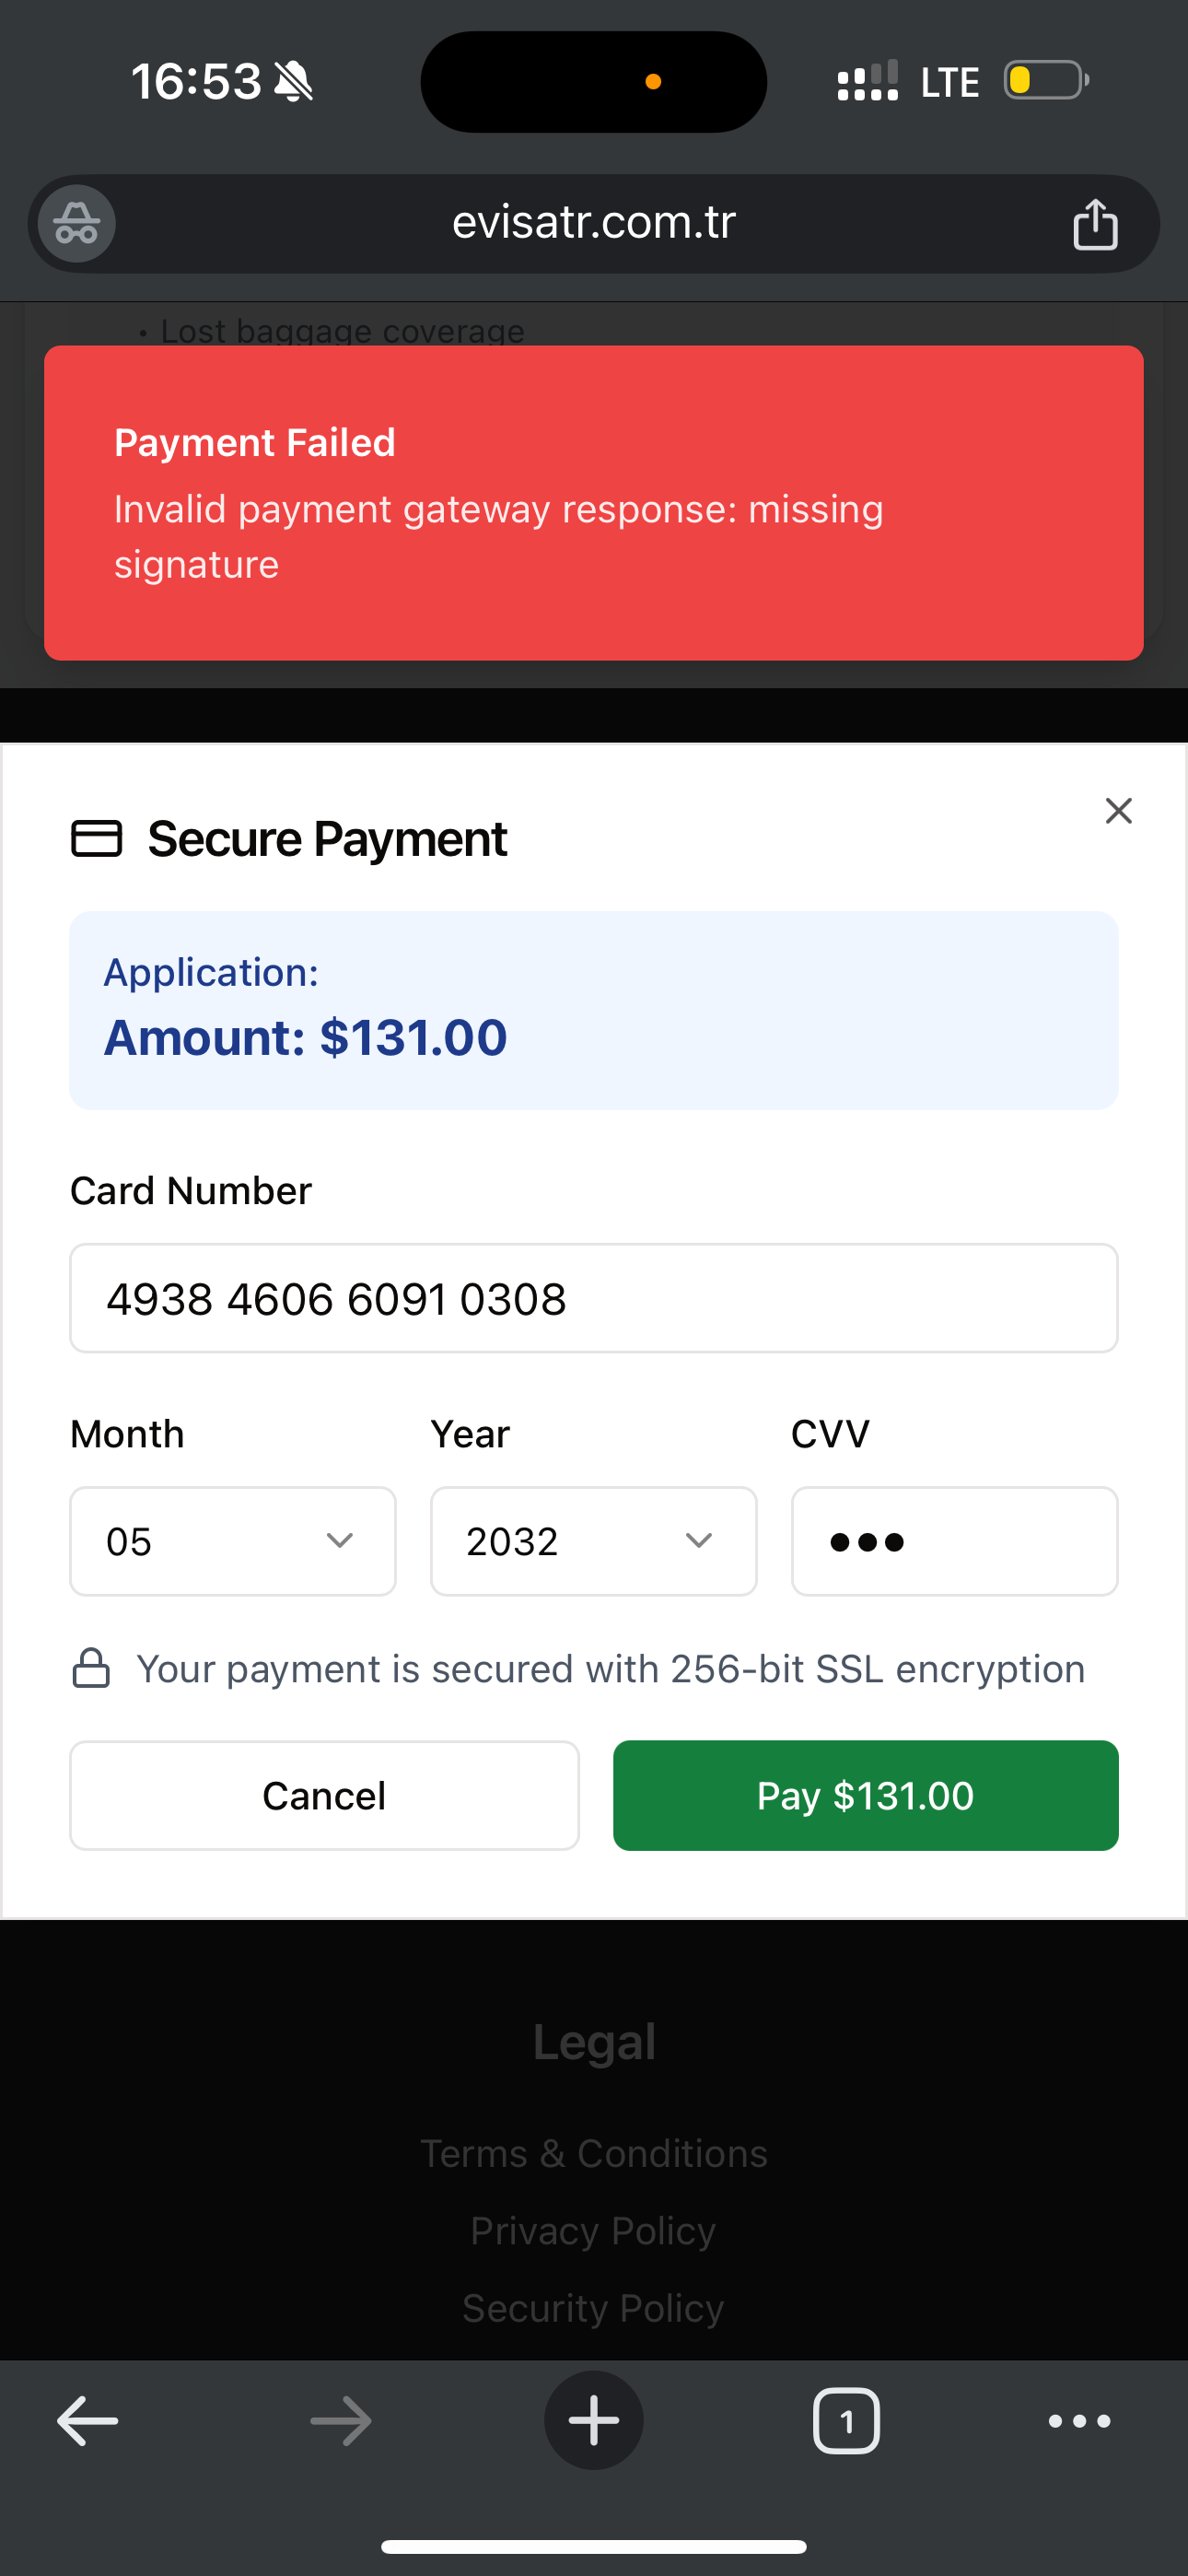 16:53
LTE
evisatr.com.tr
• Lost baggage coverage
Payment Failed
Invalid payment gateway response: missing
signature
Secure Payment
Application:
Amount: $131.00
Card Number
4938 4606 6091 0308
Month Year CVV
05 2032 •••
Your payment is secured with 256-bit SSL encryption
Cancel Pay $131.00
Legal
Terms & Conditions
Privacy Policy
Security Policy
1